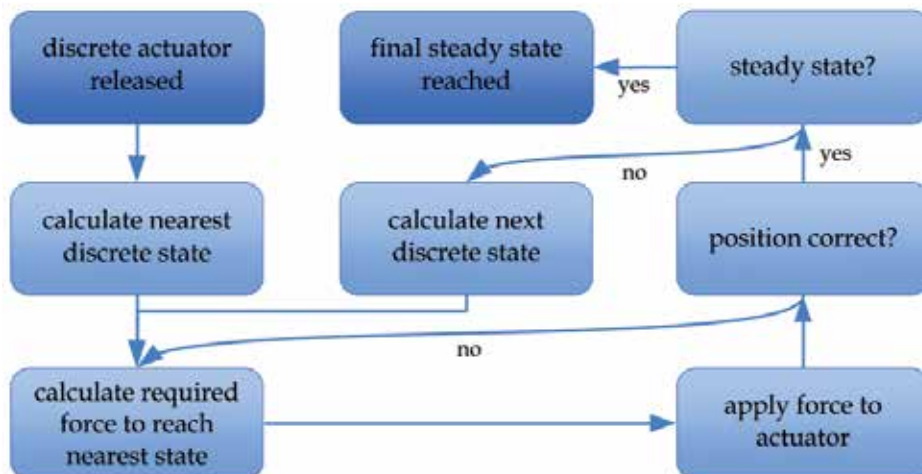 discrete actuator
released
final steady state
reached
steady state?
yes
no
yes
calculate nearest
discrete state
calculate next
discrete state
position correct?
no
calculate required
force to reach
nearest state
apply force to
actuator